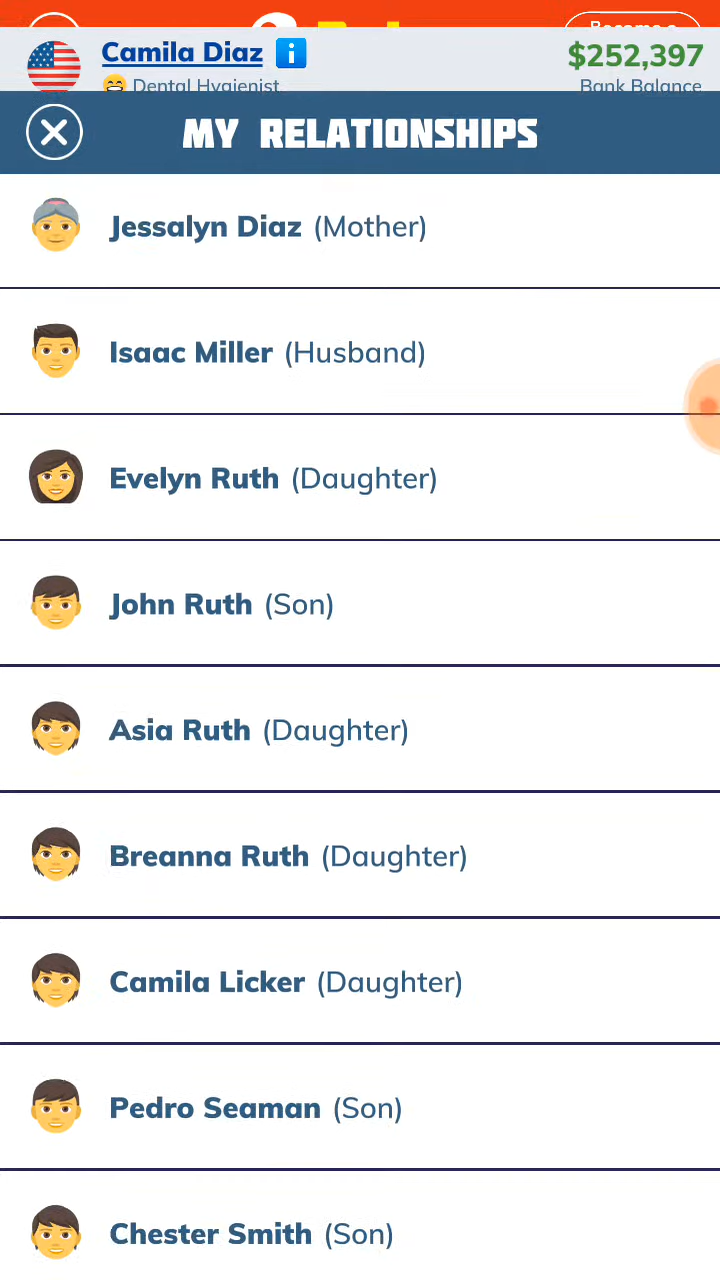 Camila Diaz i
$252,397
Dental Hygienist
Bank Balance
MY RELATIONSHIPS
Jessalyn Diaz (Mother)
Isaac Miller (Husband)
Evelyn Ruth (Daughter)
John Ruth (Son)
Asia Ruth (Daughter)
Breanna Ruth (Daughter)
Camila Licker (Daughter)
Pedro Seaman (Son)
Chester Smith (Son)